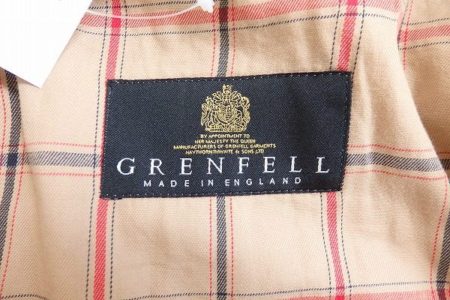 BY APPOINTMENT TO
HER MAJESTY THE QUEEN
MANUFACTURERS OF GRENFELL GARMENTS
HAYTHORNTHWAITE & SONS LTD
GRENFELL
MADE IN ENGLAND